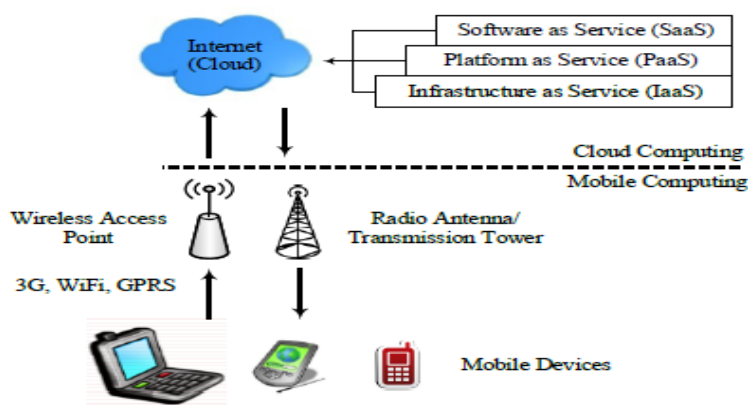 Internet
(Cloud)
Software as Service (SaaS)
Platform as Service (PaaS)
Infrastructure as Service (IaaS)
Cloud Computing
Mobile Computing
Wireless Access
Point
Radio Antenna/
Transmission Tower
3G, WiFi, GPRS
Mobile Devices